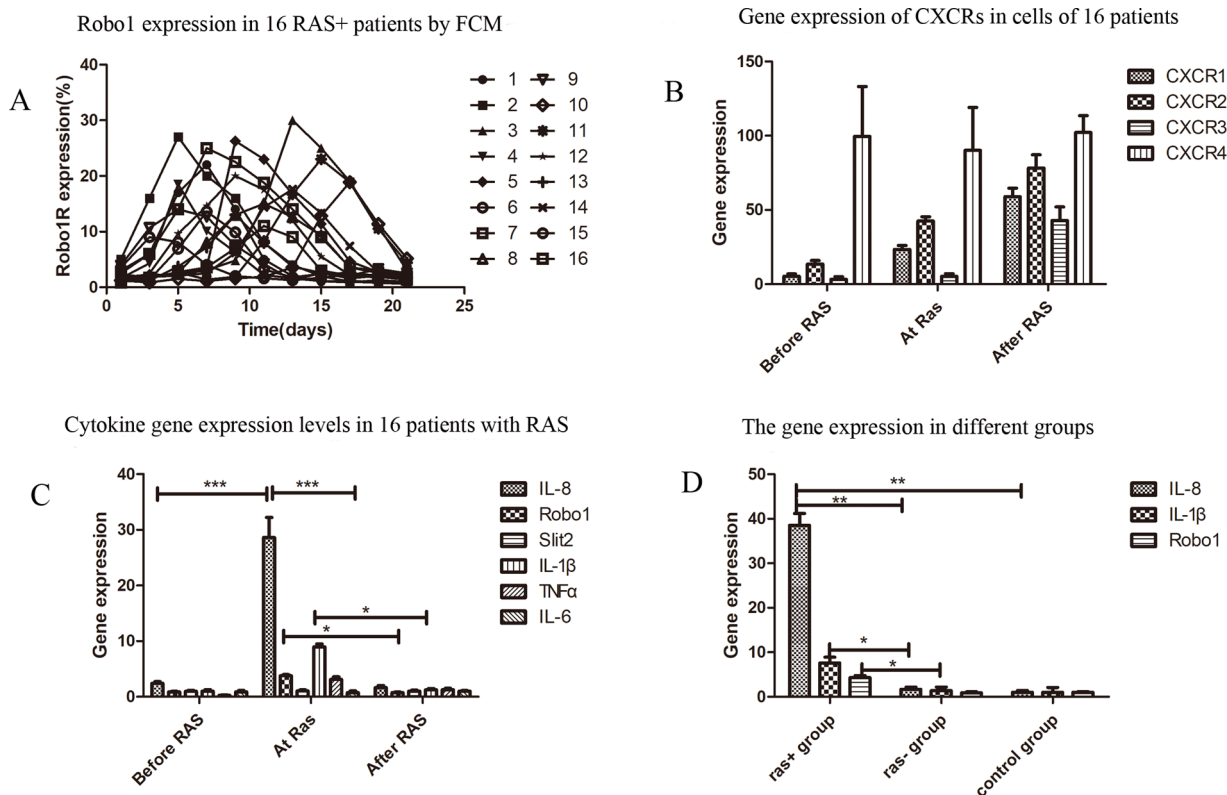 Robo1 expression in 16 RAS+ patients by FCM
A
Robo1R expression(%)
40
30
20
10
0
0 5 10 15 20 25
Time(days)
1 9
2 10
3 11
4 12
5 13
6 14
7 15
8 16
Gene expression of CXCRs in cells of 16 patients
B
Gene expression
150
100
50
0
Before RAS
At Ras
After RAS
CXCR1
CXCR2
CXCR3
CXCR4
Cytokine gene expression levels in 16 patients with RAS
C
Gene expression
40
30
20
10
0
*** ***
*
*
Before RAS
At Ras
After RAS
IL-8
Robo1
Slit2
IL-1β
TNFα
IL-6
The gene expression in different groups
D
Gene expression
50
40
30
20
10
0
**
**
*
*
ras+ group
ras- group
control group
IL-8
IL-1β
Robo1